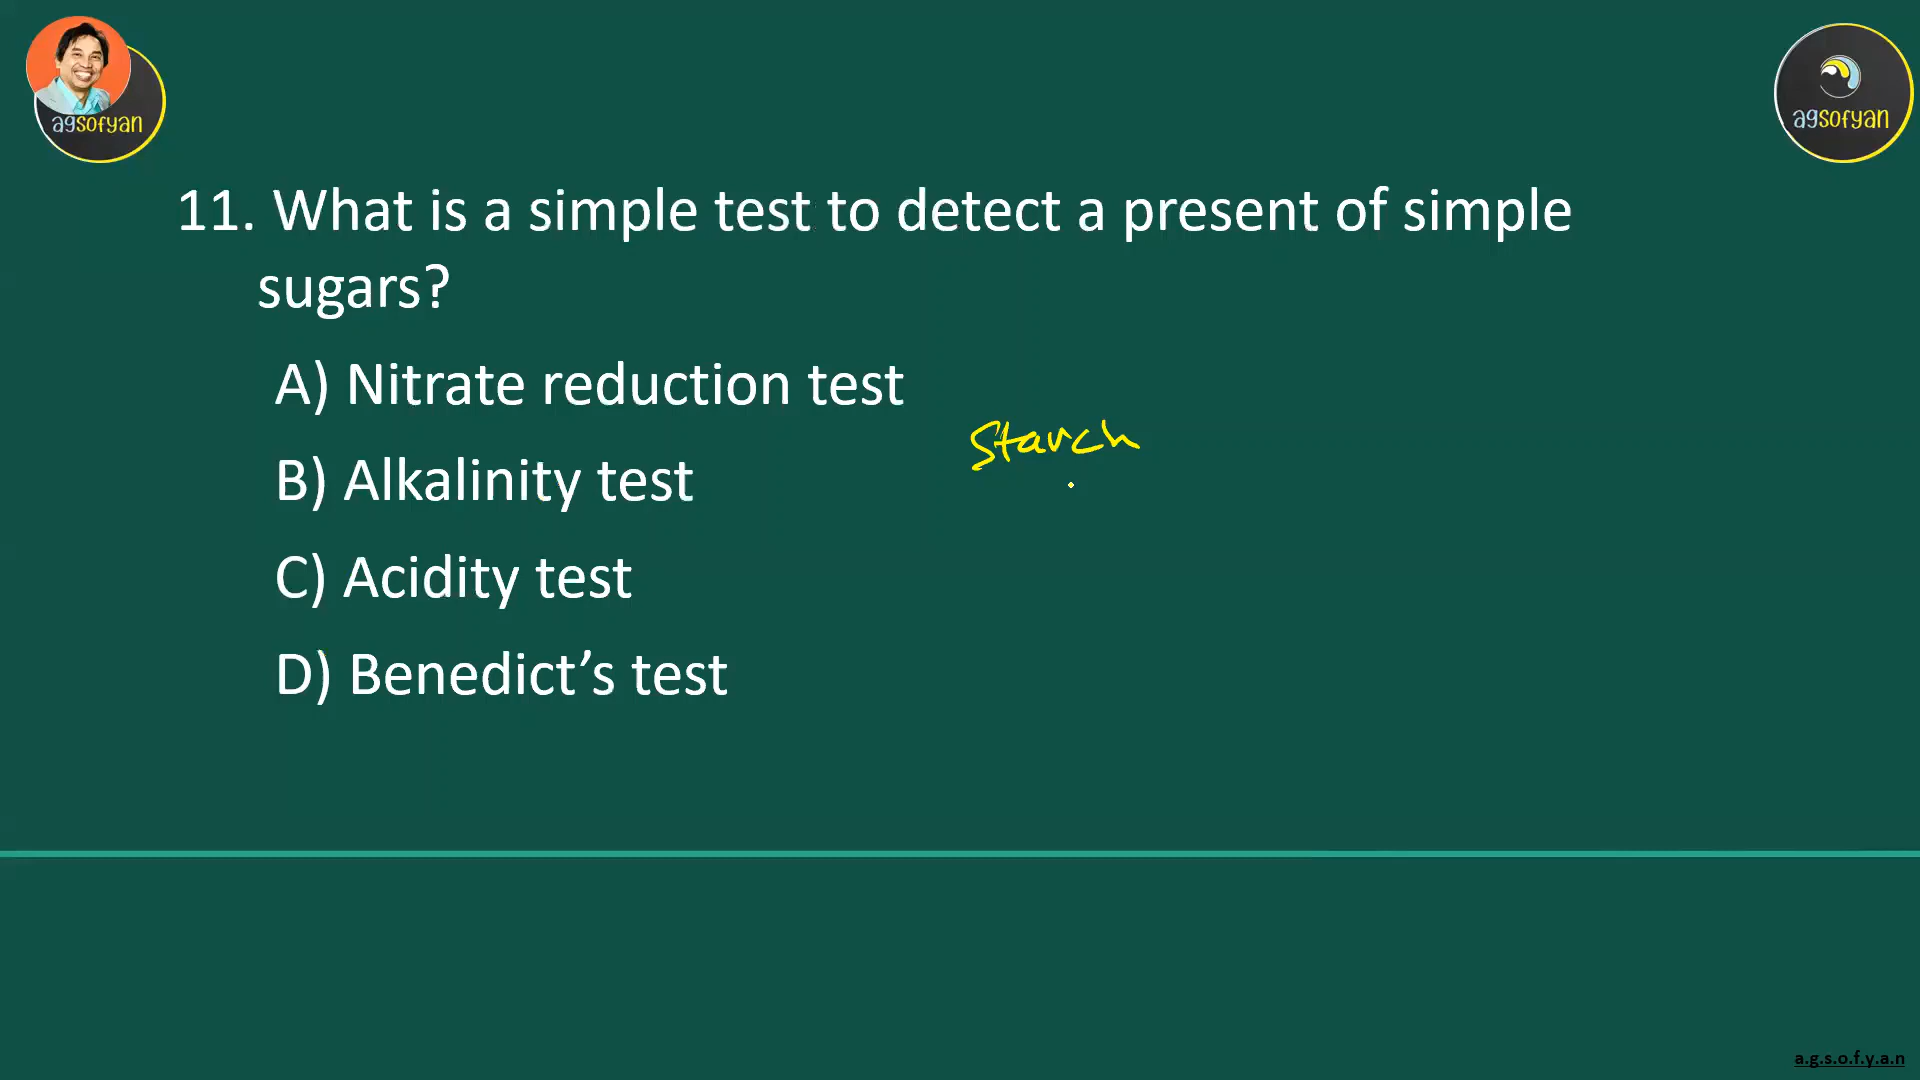 agsofyan
agsofyan
11. What is a simple test to detect a present of simple
sugars?
A) Nitrate reduction test
Starch
B) Alkalinity test
C) Acidity test
D) Benedict’s test
a.g.s.o.f.y.a.n